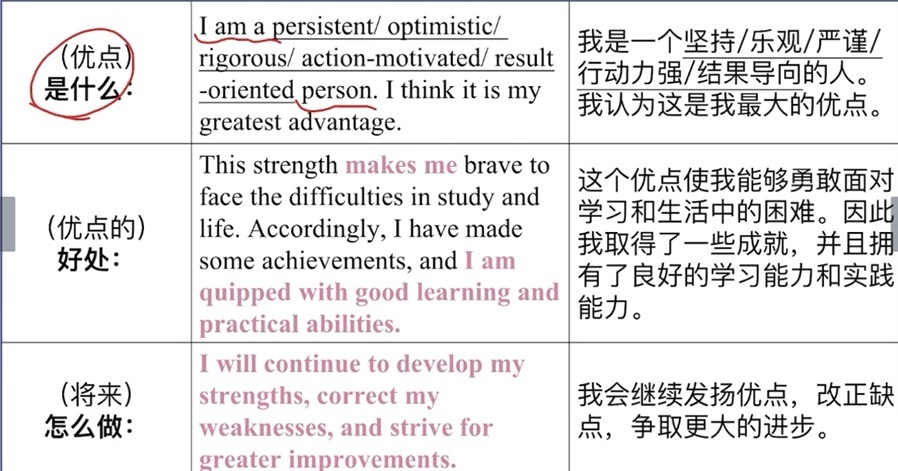 （优点）
是什么：
I am a persistent/ optimistic/
rigorous/ action-motivated/ result
-oriented person. I think it is my
greatest advantage.
我是一个坚持/乐观/严谨/
行动力强/结果导向的人。
我认为这是我最大的优点。
（优点的）
好处：
This strength makes me brave to
face the difficulties in study and
life. Accordingly, I have made
some achievements, and I am
quipped with good learning and
practical abilities.
这个优点使我能够勇敢面对
学习和生活中的困难。因此
我取得了一些成就，并且拥
有了良好的学习能力和实践
能力。
（将来）
怎么做：
I will continue to develop my
strengths, correct my
weaknesses, and strive for
greater improvements.
我会继续发扬优点，改正缺
点，争取更大的进步。